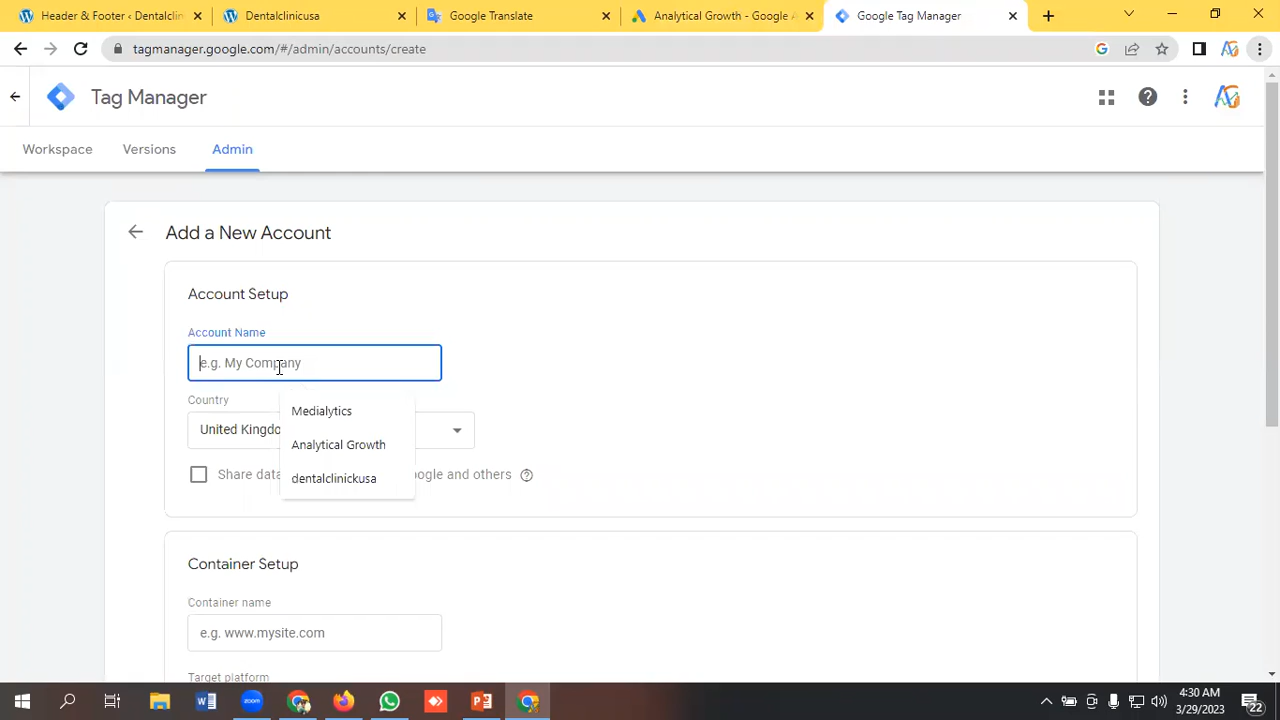 Header & Footer ‹ Dentalclin
Dentalclinicusa
Google Translate
Analytical Growth - Google A
Google Tag Manager
tagmanager.google.com/#/admin/accounts/create
Tag Manager
Workspace
Versions
Admin
Add a New Account
Account Setup
Account Name
e.g. My Company
Country
Medialytics
United Kingdo
Analytical Growth
Share data
oogle and others
dentalclinickusa
Container Setup
Container name
e.g. www.mysite.com
Target platform
4:30 AM
3/29/2023
22